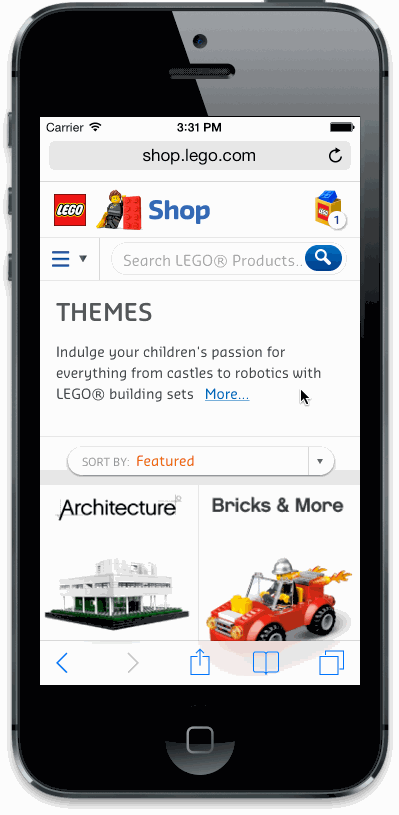 Carrier 3:31 PM
shop.lego.com
LEGO Shop 1
Search LEGO® Products..
THEMES
Indulge your children's passion for
everything from castles to robotics with
LEGO® building sets More...
SORT BY: Featured
Architecture
Bricks & More